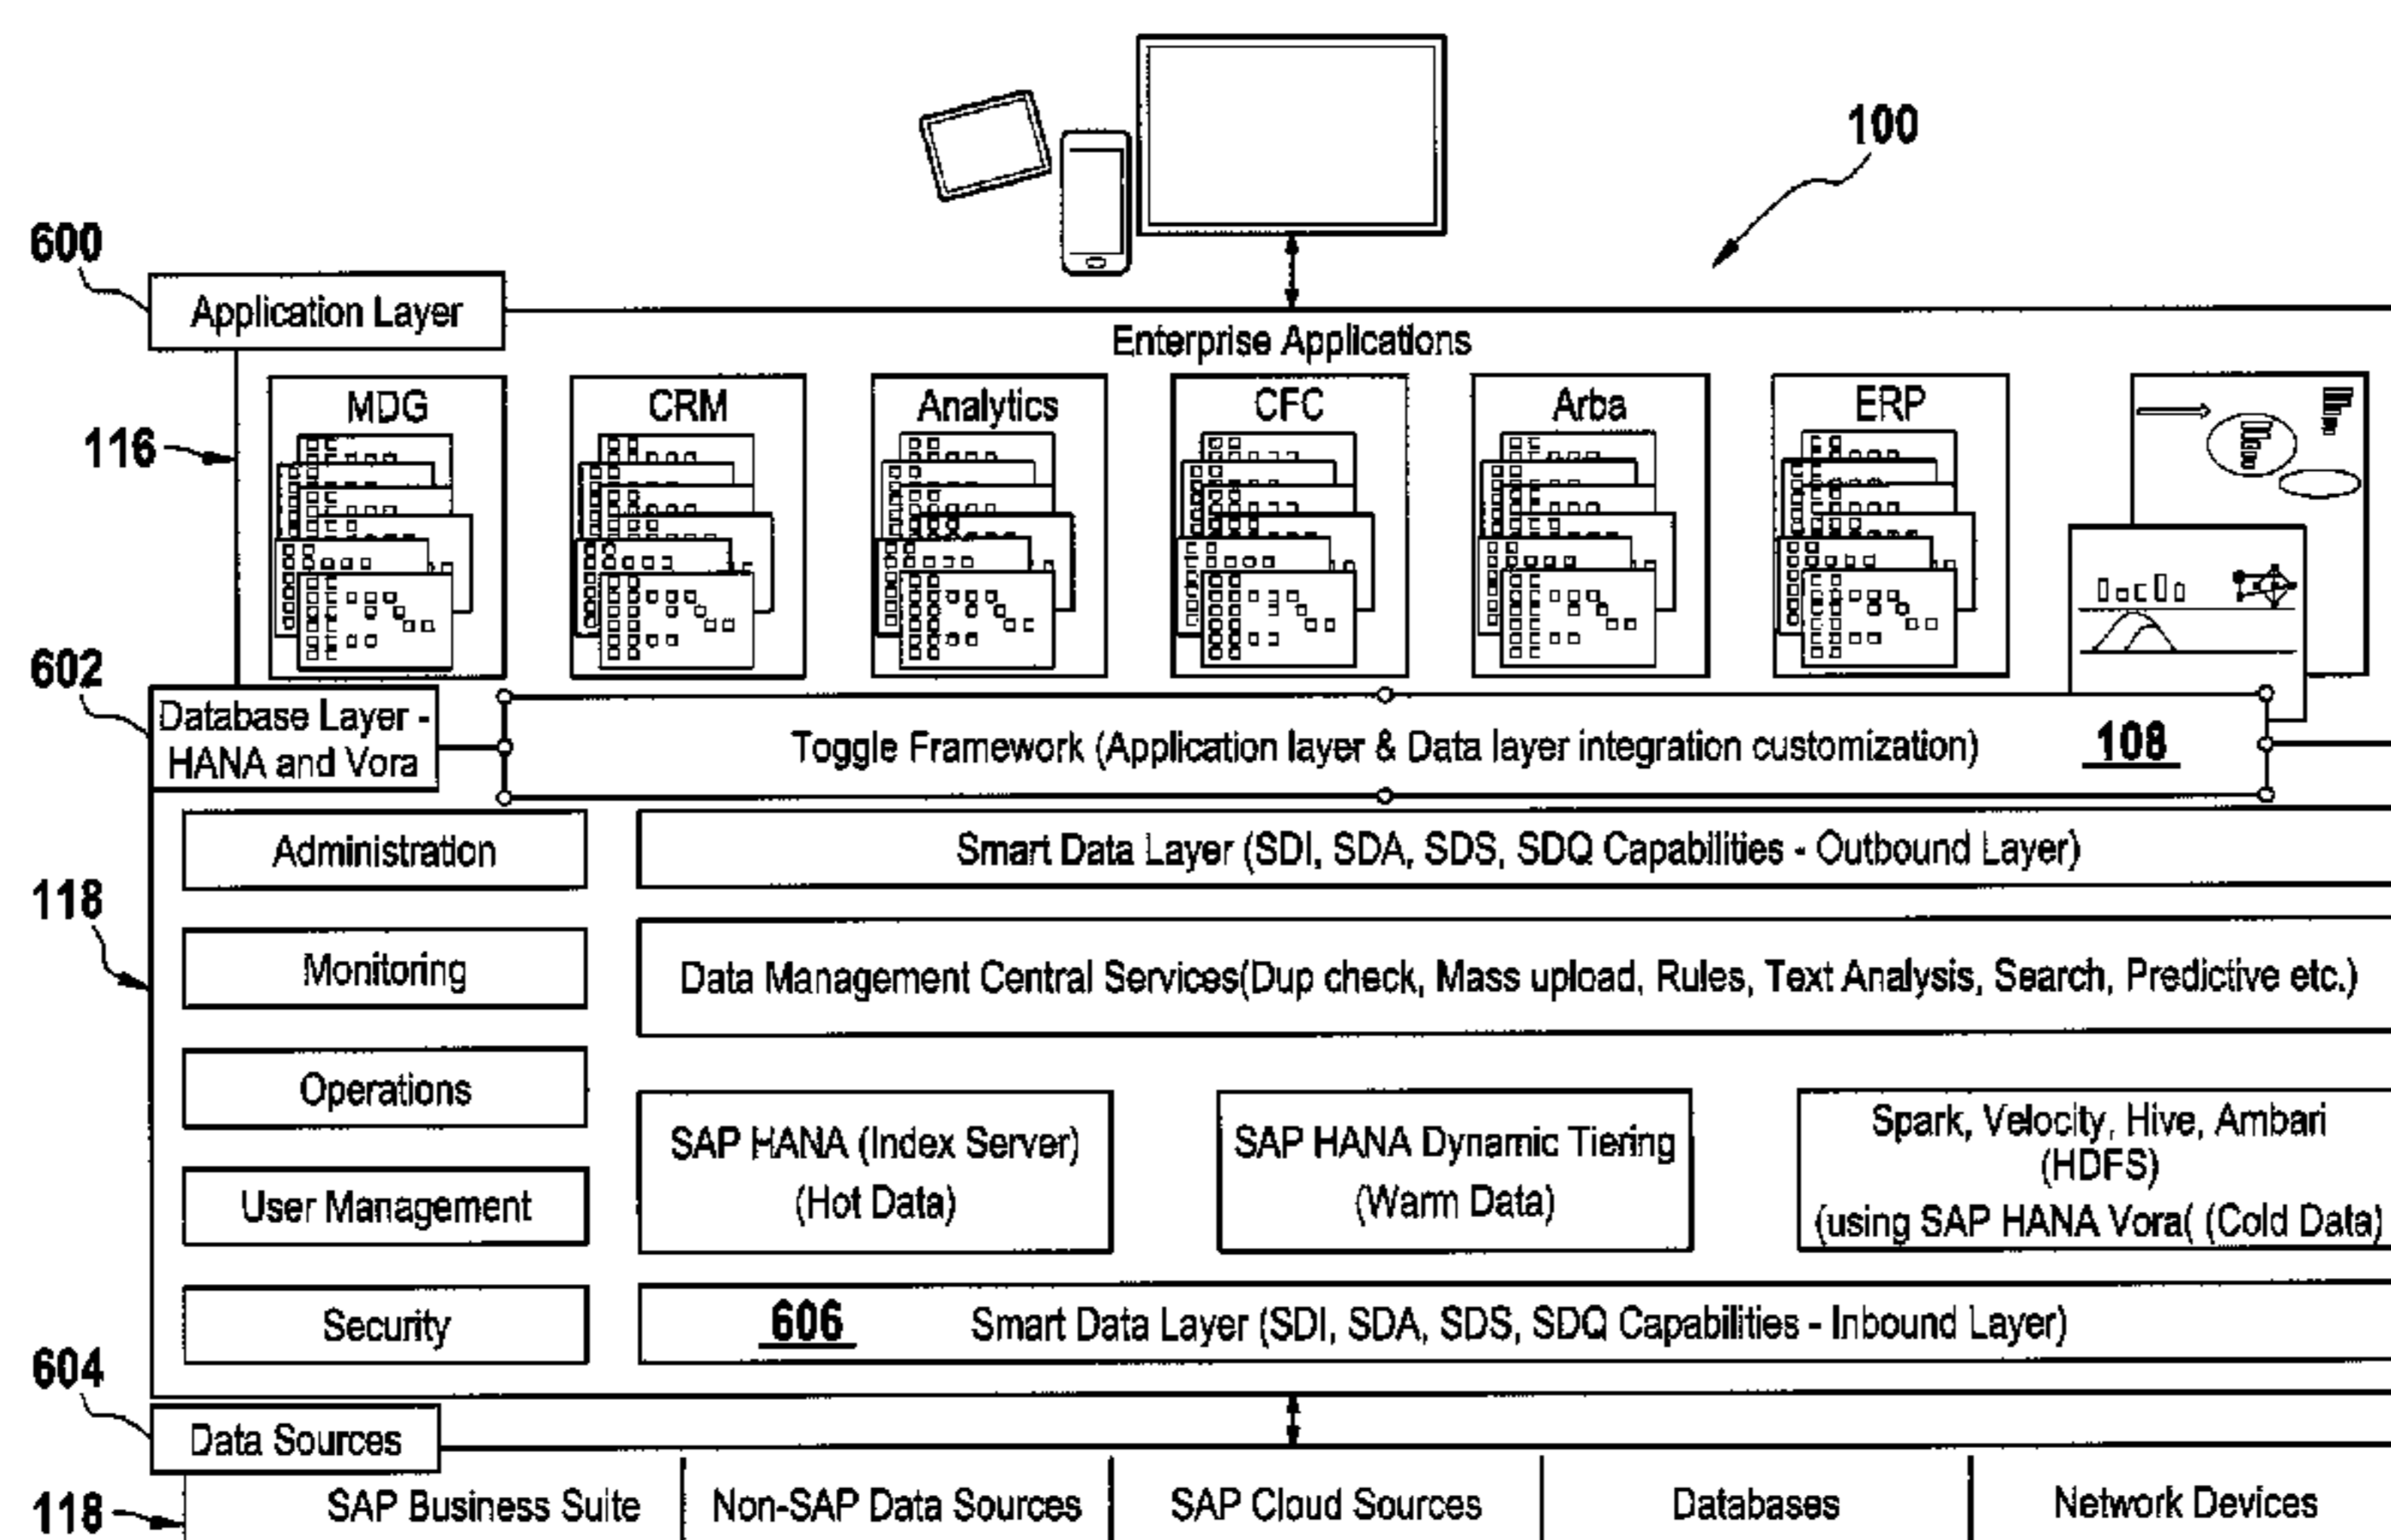 100
600
Application Layer
Enterprise Applications
MDG
CRM
Analytics
CFC
Arba
ERP
116
602
Database Layer -
HANA and Vora
Toggle Framework (Application layer & Data layer integration customization) 108
Administration
Smart Data Layer (SDI, SDA, SDS, SDQ Capabilities - Outbound Layer)
118
Monitoring
Data Management Central Services(Dup check, Mass upload, Rules, Text Analysis, Search, Predictive etc.)
Operations
User Management
SAP HANA (Index Server)
(Hot Data)
SAP HANA Dynamic Tiering
(Warm Data)
Spark, Velocity, Hive, Ambari
(HDFS)
(using SAP HANA Vora( (Cold Data)
Security
606 Smart Data Layer (SDI, SDA, SDS, SDQ Capabilities - Inbound Layer)
604
Data Sources
118
SAP Business Suite
Non-SAP Data Sources
SAP Cloud Sources
Databases
Network Devices